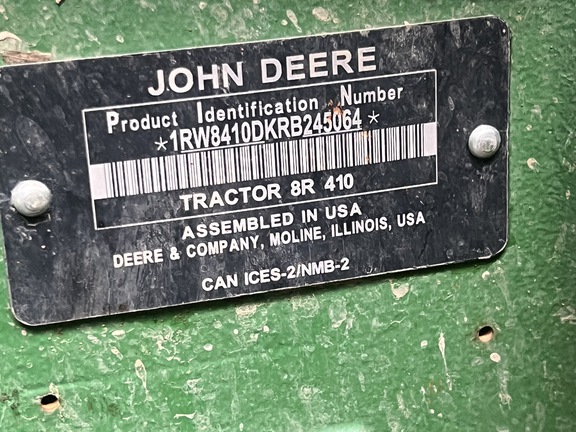 JOHN DEERE
Product Identification Number
*1RW8410DKRB245064*
TRACTOR 8R 410
ASSEMBLED IN USA
DEERE & COMPANY, MOLINE, ILLINOIS, USA
CAN ICES-2/NMB-2